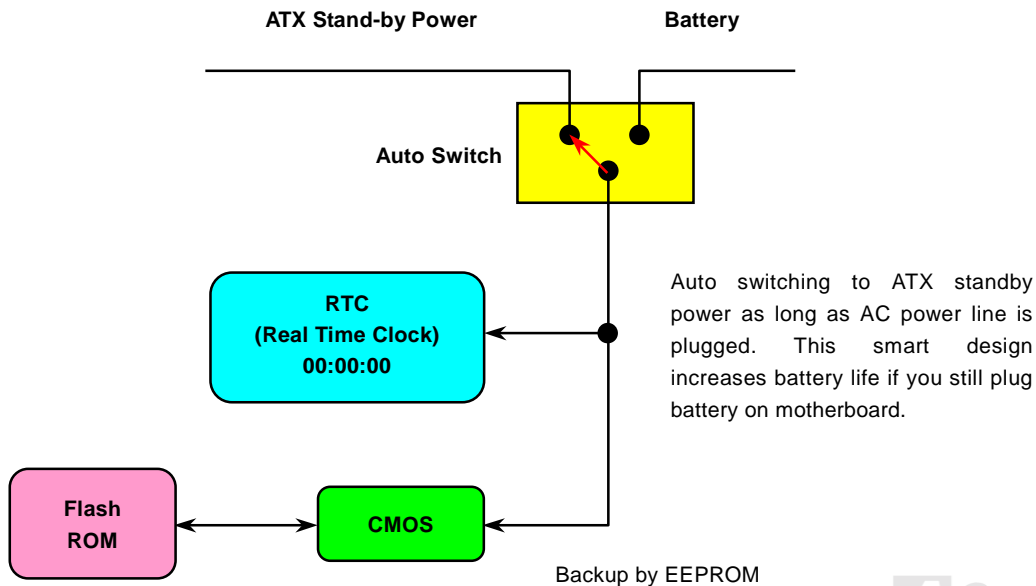 ATX Stand-by Power
Battery
Auto Switch
RTC
(Real Time Clock)
00:00:00
Auto switching to ATX standby
power as long as AC power line is
plugged. This smart design
increases battery life if you still plug
battery on motherboard.
Flash
ROM
CMOS
Backup by EEPROM